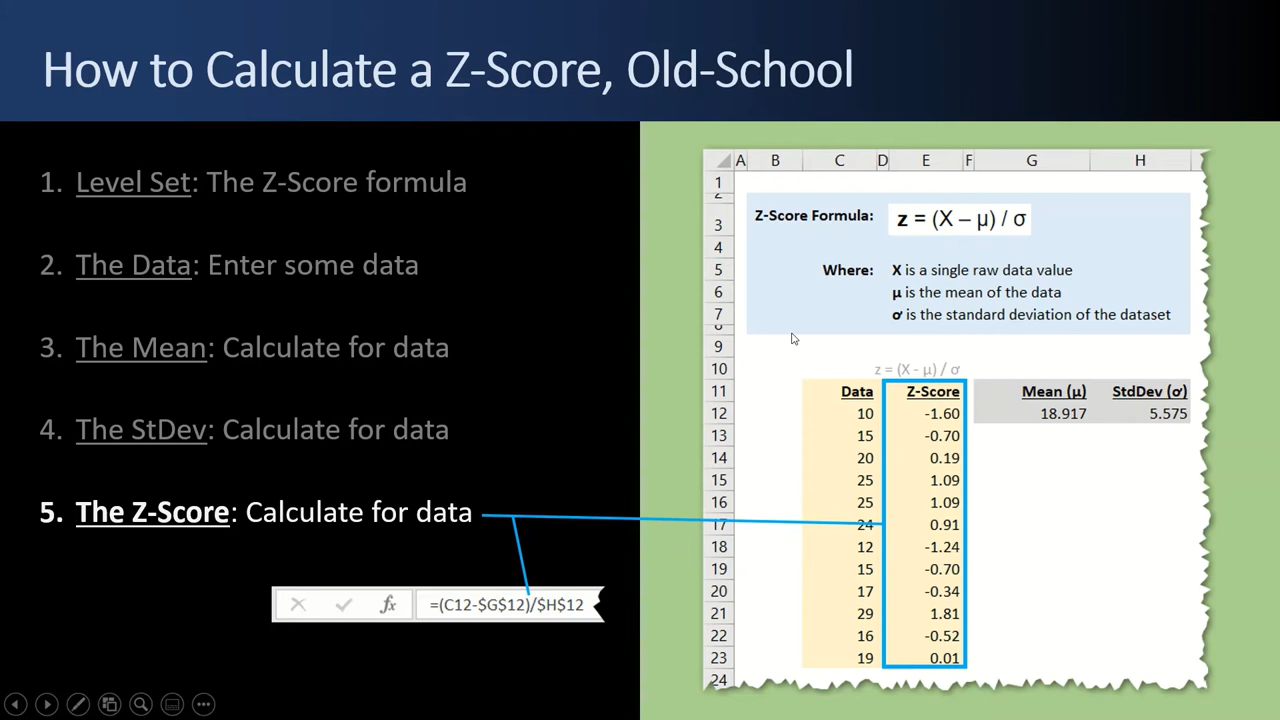 How to Calculate a Z-Score, Old-School
1. Level Set: The Z-Score formula
2. The Data: Enter some data
3. The Mean: Calculate for data
4. The StDev: Calculate for data
5. The Z-Score: Calculate for data
fx =(C12-$G$12)/$H$12
A B C D E F G H
1
2
3 Z-Score Formula: z = (X – μ) / σ
4
5 Where: X is a single raw data value
6 μ is the mean of the data
7 σ is the standard deviation of the dataset
8
9
10 z = (X - μ) / σ
11 Data Z-Score Mean (μ) StdDev (σ)
12 10 -1.60 18.917 5.575
13 15 -0.70
14 20 0.19
15 25 1.09
16 25 1.09
17 24 0.91
18 12 -1.24
19 15 -0.70
20 17 -0.34
21 29 1.81
22 16 -0.52
23 19 0.01
24